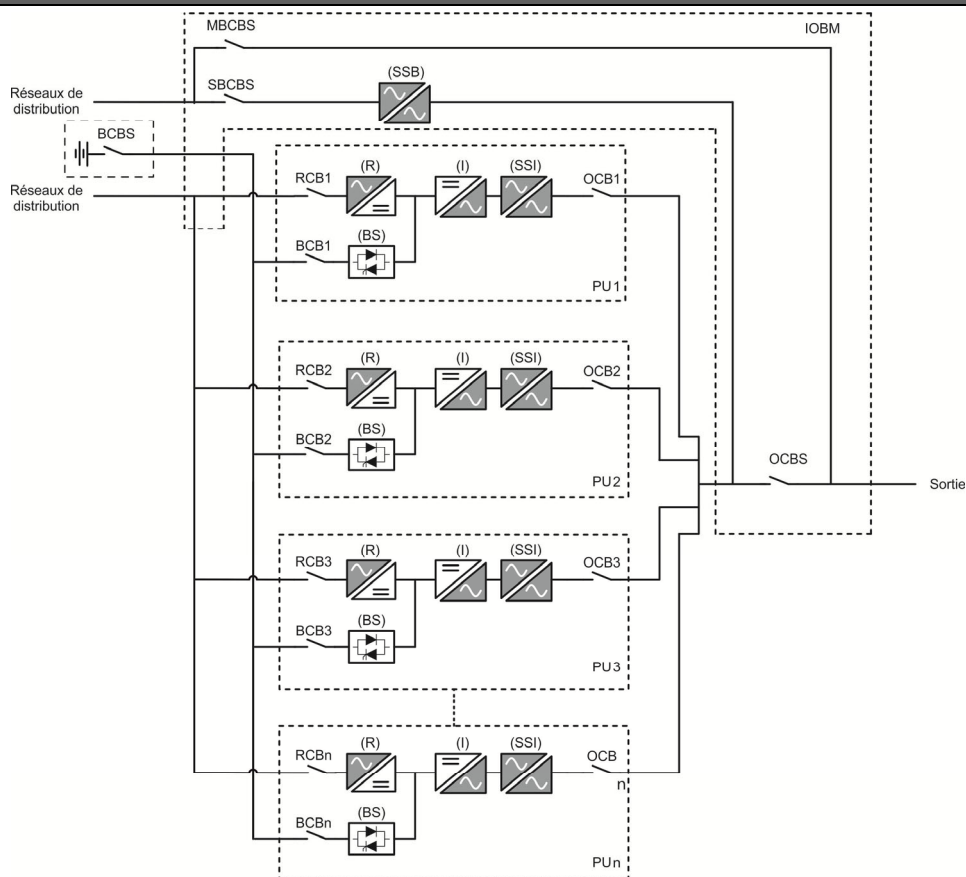 MBCBS
IOBM
SBCBS
(SSB)
Réseaux de
distribution
BCBS
Réseaux de
distribution
RCB1
(R)
(I)
(SSI)
OCB1
BCB1
(BS)
PU1
RCB2
(R)
(I)
(SSI)
OCB2
BCB2
(BS)
PU2
OCBS
Sortie
RCB3
(R)
(I)
(SSI)
OCB3
BCB3
(BS)
PU3
RCBn
(R)
(I)
(SSI)
OCB
n
BCBn
(BS)
PUn